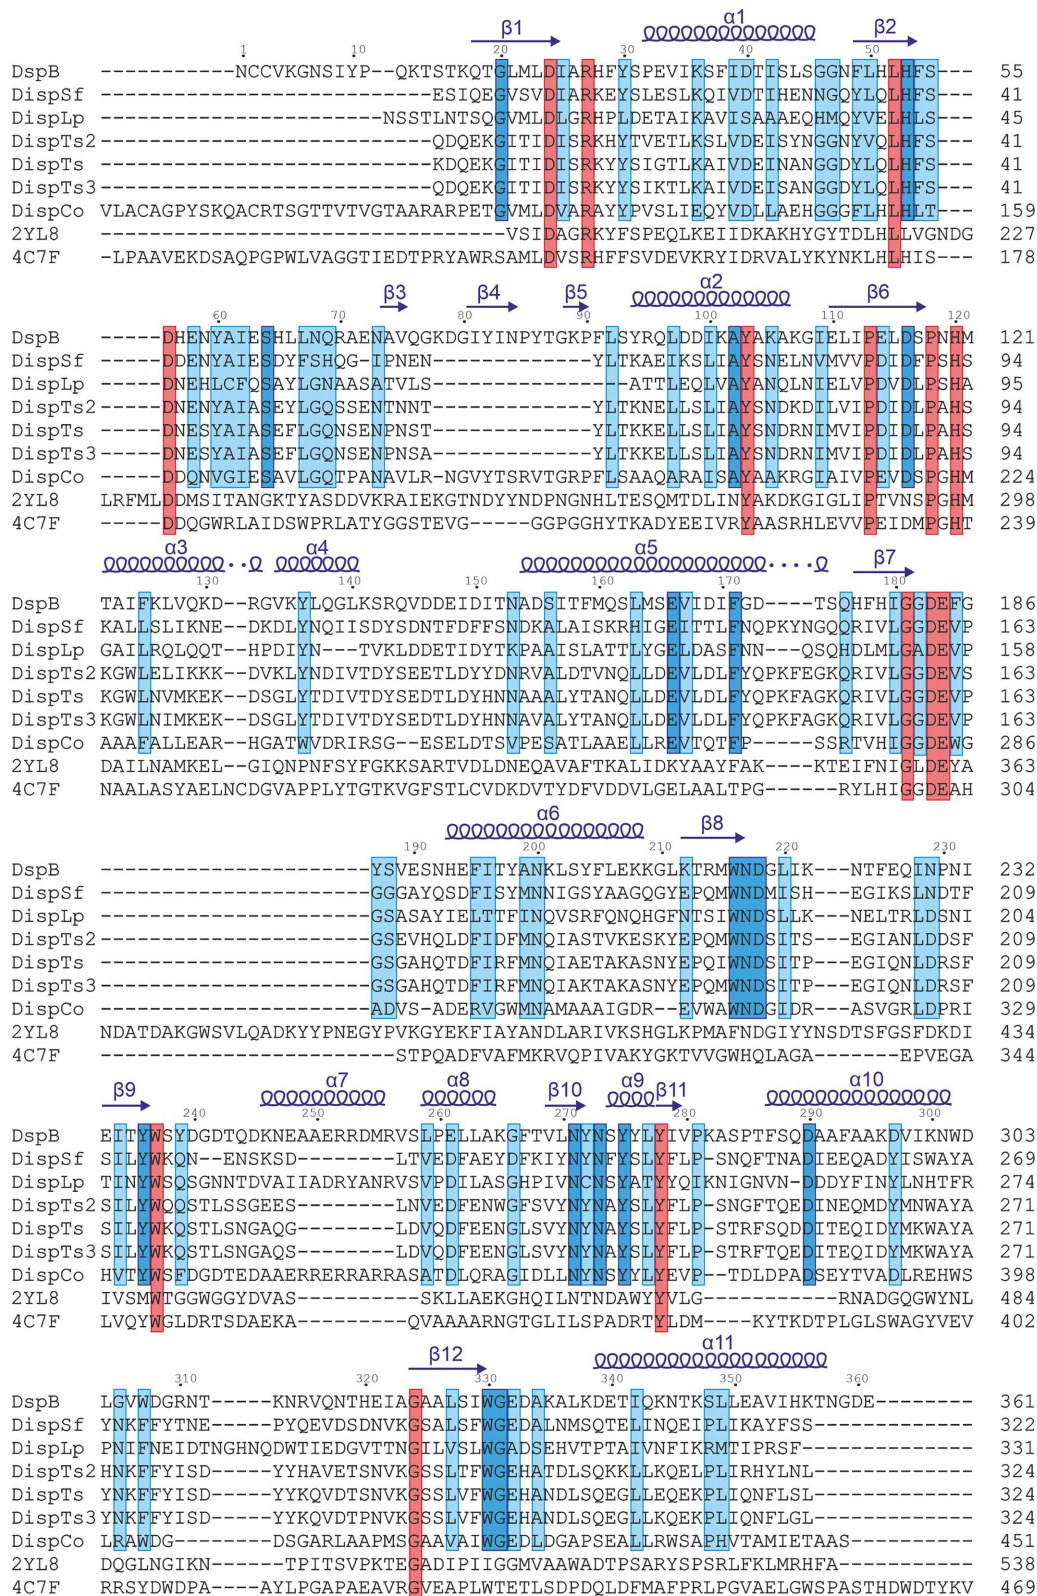 β1 α1 β2
1 10 20 30 40 50
DspB -----------NCCVKGNSIYP--QKTSTKQTGLMLDIARHFYSPEVIKSFIDTISLSGGNFLHLHFS--- 55
DispSf ---------------------------ESIQEGVSVDIARKEYSLESLKQIVDTIHENNGQYLQLHFS--- 41
DispLp -----------------------NSSTLNTSQGVMLDLGRHPLDETAIKAVISAAAEQHMQYVELHLS--- 45
DispTs2 ---------------------------QDQEKGITIDISRKHYTVETLKSLVDEISYNGGNYVQLHFS--- 41
DispTs ---------------------------KDQEKGITIDISRKYYSIGTLKAIVDEINANGGDYLQLHFS--- 41
DispTs3 ---------------------------QDQEKGITIDISRKYYSIKTLKAIVDEISYNGGDYLQLHFS--- 41
DispCo VLACAGPYSKQACRTSGTTVTVGTAARARPETGVMLDVARAYYPVSLIEQYVDLLAEHGGGFLHLHLT--- 159
2YL8 ---------------------------------VSIDAGRKYFSPEQLKEIIDKAKHYGYTDLHLLVGNDG 227
4C7F -LPAAVEKDSAQPGPWLVAGGTIEDTPRYAWRSAMLDVSRHFFSVDEVKRYIDRVALYKYNKLHLHIS--- 178
β3 β4 β5 α2 β6
60 70 80 90 100 110 120
DspB -----DHENYAIESHLLNQRAENAVQGKDGIYINPYTGKPFLSYRQLDDIKAYAKAKGIELIPELDSPNHM 121
DispSf -----DDENYAIESDYFSHQG-IPNEN-------------YLTKAEIKSLIAYSNELNVMVVPDIDFPSHS 94
DispLp -----DNEHLCFQSAYLGNAASATVLS----------------ATTLEQLVAYANQLNIELVPDVDLPSHA 95
DispTs2 -----DNENYAIASEYLGQSSENTNNT-------------YLTKNELLSLIAYSNDKDILVIPDIDLPAHS 94
DispTs -----DNESYAIASEFLGQNSENPNST-------------YLTKKELLSLIAYSNDRNIMVIPDIDLPAHS 94
DispTs3 -----DNESYAIASEFLGQNSENPNSA-------------YLTKKELLSLIAYSNDRNIMVIPDIDLPAHS 94
DispCo -----DDQNVGIESAVLGQTPANAVLR-NGVYTSRVTGRPFLSAAQARAISAYAAKRGIAIVPEVDSPGHM 224
2YL8 LRFMLDDMSITANGKTYASDDVKRAIEKGTNDYYNDPNGNHLTESQMTDLINYAKDKGIGLIPTVNSPGHM 298
4C7F -----DDQGWRLAIDSWPRLATYGGSTEVG-----GGPGGHYTKADYEEIVRYAASRHLEVVPEIDMPGHT 239
α3 α4 α5 β7
130 140 150 160 170 180
DspB TAIFKLVQKD--RGVKYLQGLKSRQVDDEIDITNADSITFMQSLMSEVIDIFGD----TSQHFHIGGDEFG 186
DispSf KALLSLIKNE--DKDLYNQIISDYSDNTFDFFSNDKALAISKRHIGEITTLFNQPKYNGQQRIVLGGDEVP 163
DispLp GAILRQLQQT--HPDIYN---TVKLDDETIDYTKPAAISLATTLYGELDASFNN---QSQHDLMLGADEVP 158
DispTs2 KGWLELIKKK--DVKLYNDIVTDYSEETLDYYDNRVALDTVNQLLDEVLDLFYQPKFEGKQRIVLGGDEVS 163
DispTs KGWLNVMKEK--DSGLYTDIVTDYSEDTLDYHNNAAALYTANQLLDEVLDLFYQPKFAGKQRIVLGGDEVP 163
DispTs3 KGWLNIMKEK--DSGLYTDIVTDYSEDTLDYHNNAVALYTANQLLDEVLDLFYQPKFAGKQRIVLGGDEVP 163
DispCo AAAFALLEAR--HGATWVDRIRSG--ESELDTSVPESATLAAELLREVTQTFP-----SSRTVHIGGDEWG 286
2YL8 DAILNAMKEL--GIQNPNFSYFGKKSARTVDLDNEQAVAFTKALIDKYAAYFAK----KTEIFNIGLDEYA 363
4C7F NAALASYAELNCDGVAPPLYTGTKVGFSTLCVDKDVTYDFVDDVLGELAALTPG------RYLHIGGDEAH 304
α6 β8
190 200 210 220 230
DspB ----------------------YSVESNHEFITYANKLSYFLEKKGLKTRMWNDGLIK---NTFEQINPNI 232
DispSf ----------------------GGGAYQSDFISYMNNIGSYAAGQGYEPQMWNDSISH---EGIKSLNDTF 209
DispLp ----------------------GSASAYIELTTFINQVSRFQNQHGFNTSIWNDSLLK---NELTRLDSNI 204
DispTs2 ----------------------GSEVHQLDFIDFMNQIASTVKESKYEPQMWNDSITS---EGIANLDDSF 209
DispTs ----------------------GSGAHQTDFIRFMNQIAETAKASNYEPQIWNDSITP---EGIQNLDRSF 209
DispTs3 ----------------------GSGAHQTDFIRFMNQIAKTAKASNYEPQMWNDSITP---EGIQNLDRSF 209
DispCo ----------------------ADVS-ADERVGWMNAMAAAIGDR--EVWAWNDGIDR---ASVGRLDPRI 329
2YL8 NDATDAKGWSVLQADKYYPNEGYPVKGYEKFIAYANDLARIVKSHGLKPMAFNDGIYYNSDTSFGSFDKDI 434
4C7F ------------------------STPQADFVAFMKRVQPIVAKYGKTVVGWHQLAGA-------EPVEGA 344
β9 α7 α8 β10 α9 β11 α10
240 250 260 270 280 290 300
DspB EITYWSYDGDTQDKNEAAERRDMRVSLPELLAKGFTVLNYNSYYLYIVPKASPTFSQDAAFAAKDVIKNWD 303
DispSf SILYWKQN--ENSKSD--------LTVEDFAEYDFKIYNYNFYSLYFLP-SNQFTNADIEEQADYISWAYA 269
DispLp TINYWSQSGNNTDVAIIADRYANRVSVPDILASGHPIVNCNSYATYYQIKNIGNVN-DDDYFINYLNHTFR 274
DispTs2 SILYWQQSTLSSGEES--------LNVEDFENWGFSVYNYNAYSLYFLP-SNGFTQEDINEQMDYMNWAYA 271
DispTs SILYWKQSTLSNGAQG--------LDVQDFEENGLSVYNYNAYSLYFLP-STRFSQDDITEQIDYMKWAYA 271
DispTs3 SILYWKQSTLSNGAQS--------LDVQDFEENGLSVYNYNAYSLYFLP-STRFTQEDITEQIDYMKWAYA 271
DispCo HVTYWSFDGDTEDAAERRERRARRASATDLQRAGIDLLNYNSYYLYEVP--TDLDPADSEYTVADLREHWS 398
2YL8 IVSMWTGGWGGYDVAS----------SKLLAEKGHQILNTNDAWYYVLG-----------RNADGQGWYNL 484
4C7F LVQYWGLDRTSDAEKA---------QVAAAARNGTGLILSPADRTYLDM----KYTKDTPLGLSWAGYVEV 402
β12 α11
310 320 330 340 350 360
DspB LGVWDGRNT-----KNRVQNTHEIAGAALSIWGEDAKALKDETIQKNTKSLLEAVIHKTNGDE-------- 361
DispSf YNKFFYTNE-----PYQEVDSDNVKGSALSFWGEDALNMSQTELINQEIPLIKAYFSS------------- 322
DispLp PNIFNEIDTNGHNQDWTIEDGVTTNGILVSLWGADSEHVTPTAIVNFIKRMTIPRSF-------------- 331
DispTs2 HNKFFYISD-----YYHAVETSNVKGSSLTFWGEHATDLSQKKLLKQELPLIRHYLNL------------- 324
DispTs YNKFFYISD-----YYKQVDTSNVKGSSLVFWGEHANDLSQEGLLEQEKPLIQNFLSL------------- 324
DispTs3 YNKFFYISD-----YYKQVDTPNVKGSSLVFWGEHANDLSQEGLLKQEKPLIQNFLGL------------- 324
DispCo LRAWDG--------DSGARLAAPMSGAAVAIWGEDLDGAPSEALLRWSAPHVTAMIETAAS---------- 451
2YL8 DQGLNGIKN-----TPITSVPKTEGADIPIIGGMVAAWADTPSARYSPSRLFKLMRHFA------------ 538
4C7F RRSYDWDPA----AYLPGAPAEAVRGVEAPLWTETLSDPDQLDFMAFPRLPGVAELGWSPASTHDWDTYKV 469